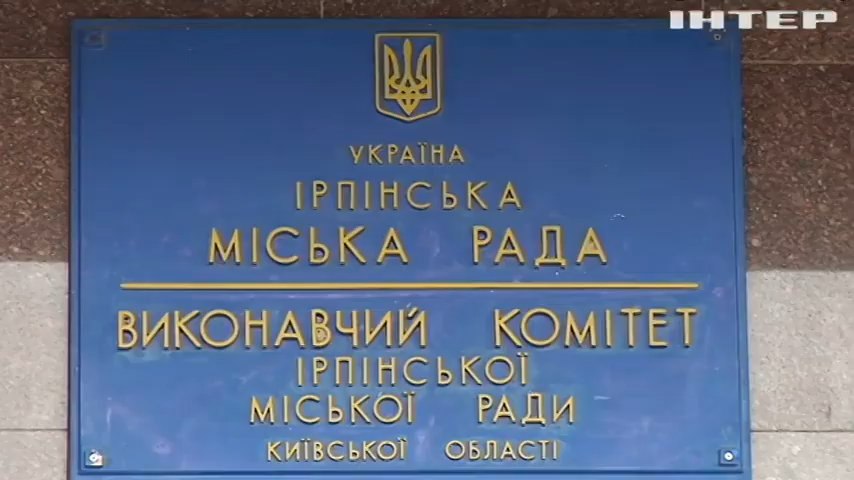 ІНТЕР
УКРАЇНА
ІРПІНСЬКА
МІСЬКА РАДА
ВИКОНАВЧИЙ КОМІТЕТ
ІРПІНСЬКОЇ
МІСЬКОЇ РАДИ
КИЇВСЬКОЇ ОБЛАСТІ